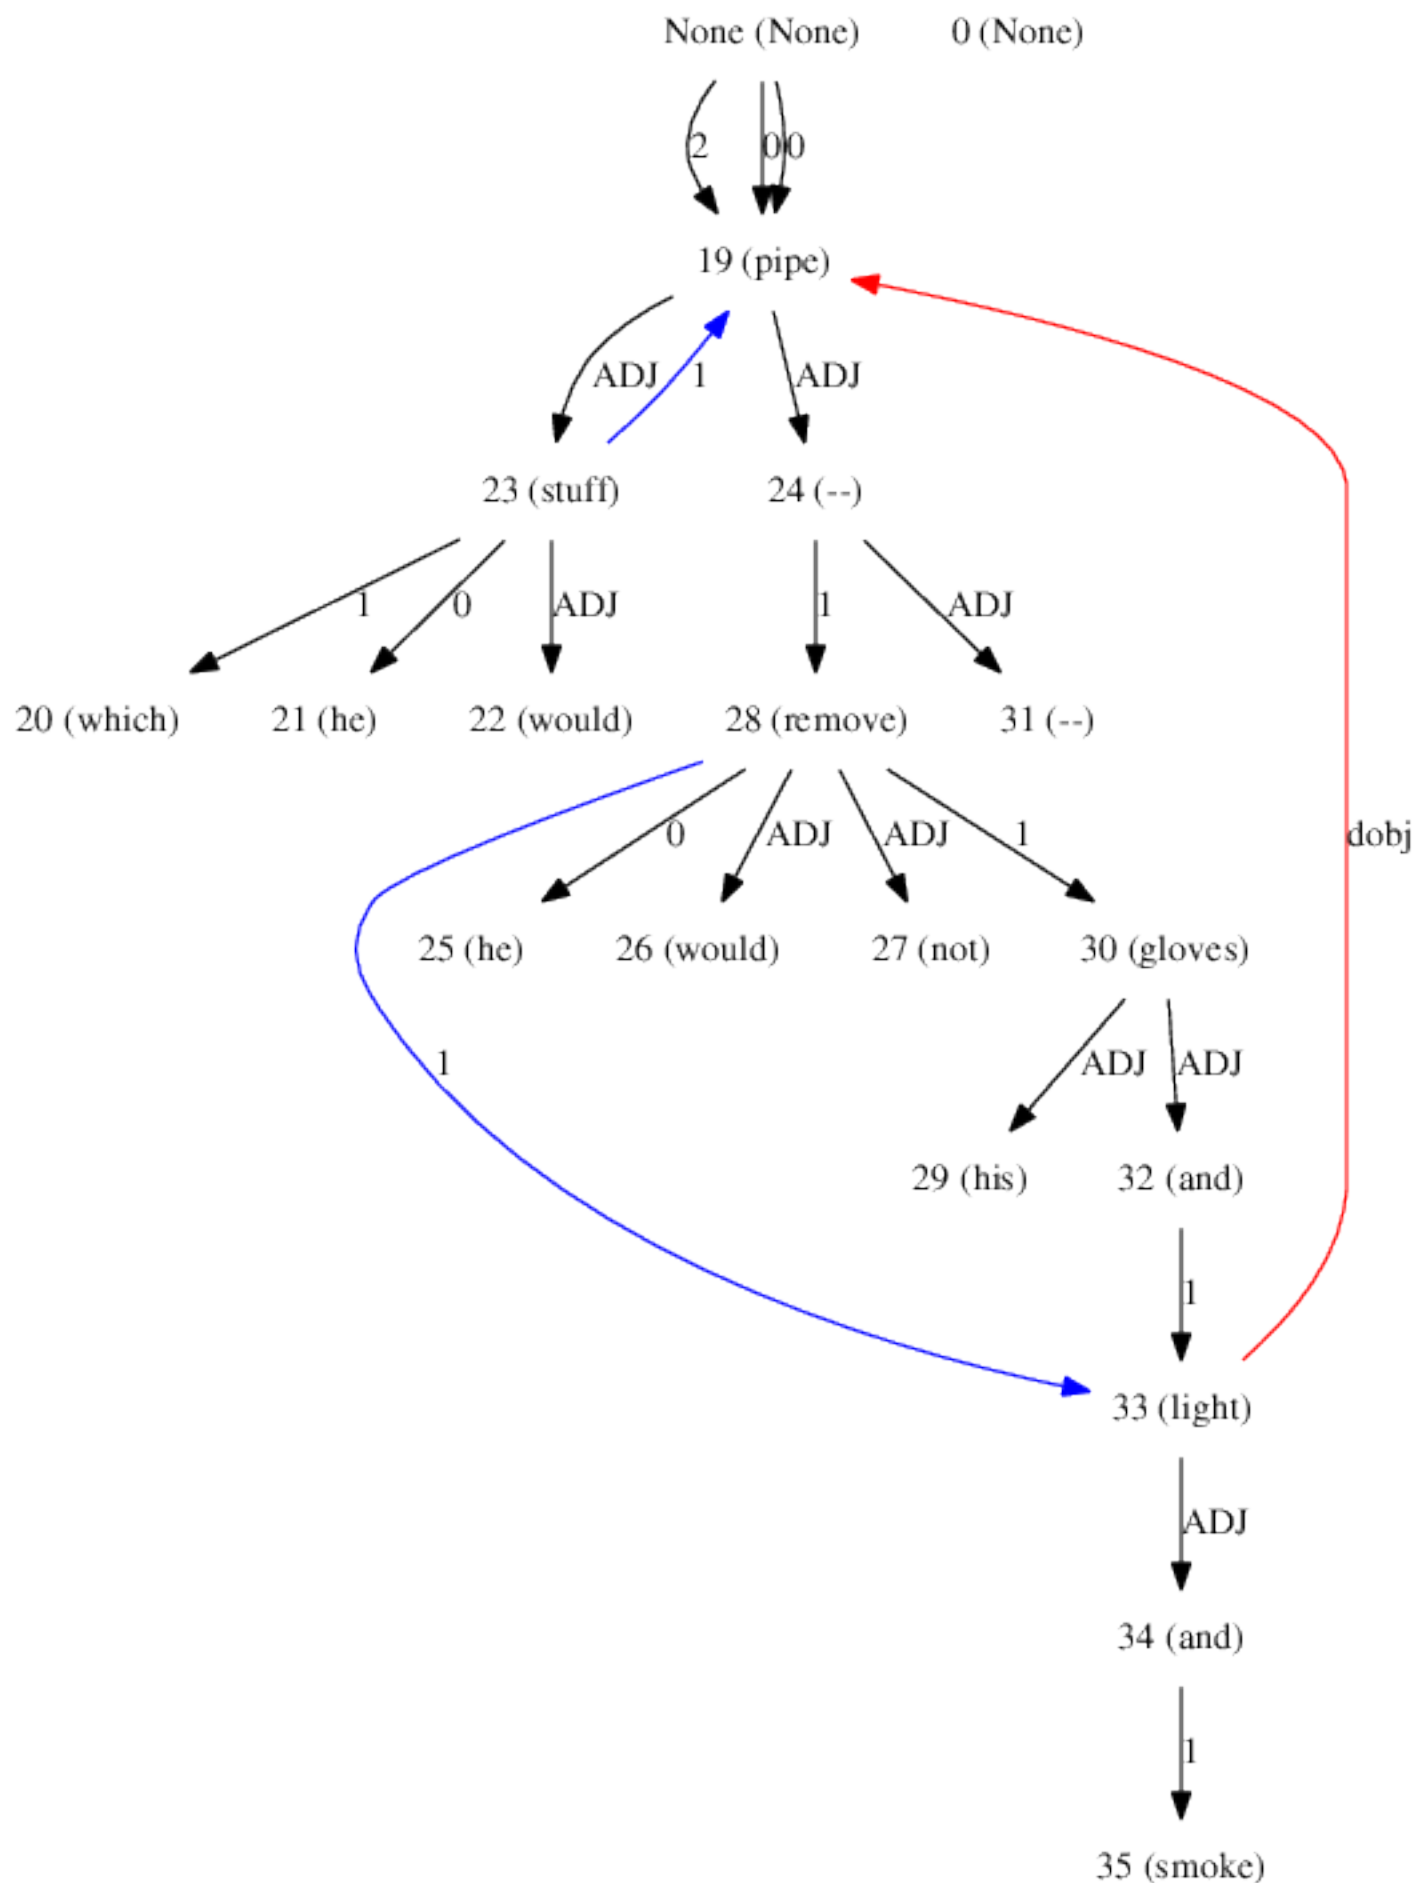 None (None) 0 (None)
2 0 0
19 (pipe)
ADJ 1 ADJ
23 (stuff) 24 (--)
1 0 ADJ 1 ADJ
20 (which) 21 (he) 22 (would) 28 (remove) 31 (--)
0 ADJ ADJ 1 dobj
25 (he) 26 (would) 27 (not) 30 (gloves)
1 ADJ ADJ
29 (his) 32 (and)
1
33 (light)
ADJ
34 (and)
1
35 (smoke)